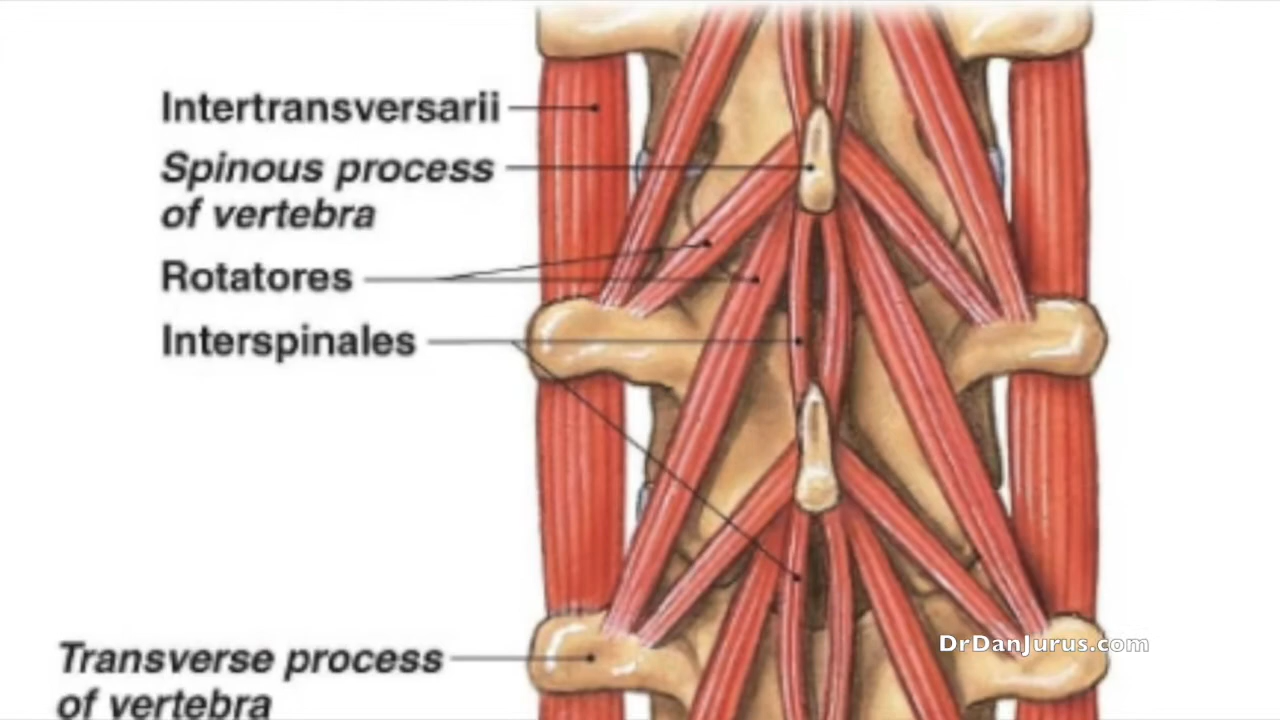 Intertransversarii
Spinous process
of vertebra
Rotatores
Interspinales
Transverse process
of vertebra
DrDanJurus.com